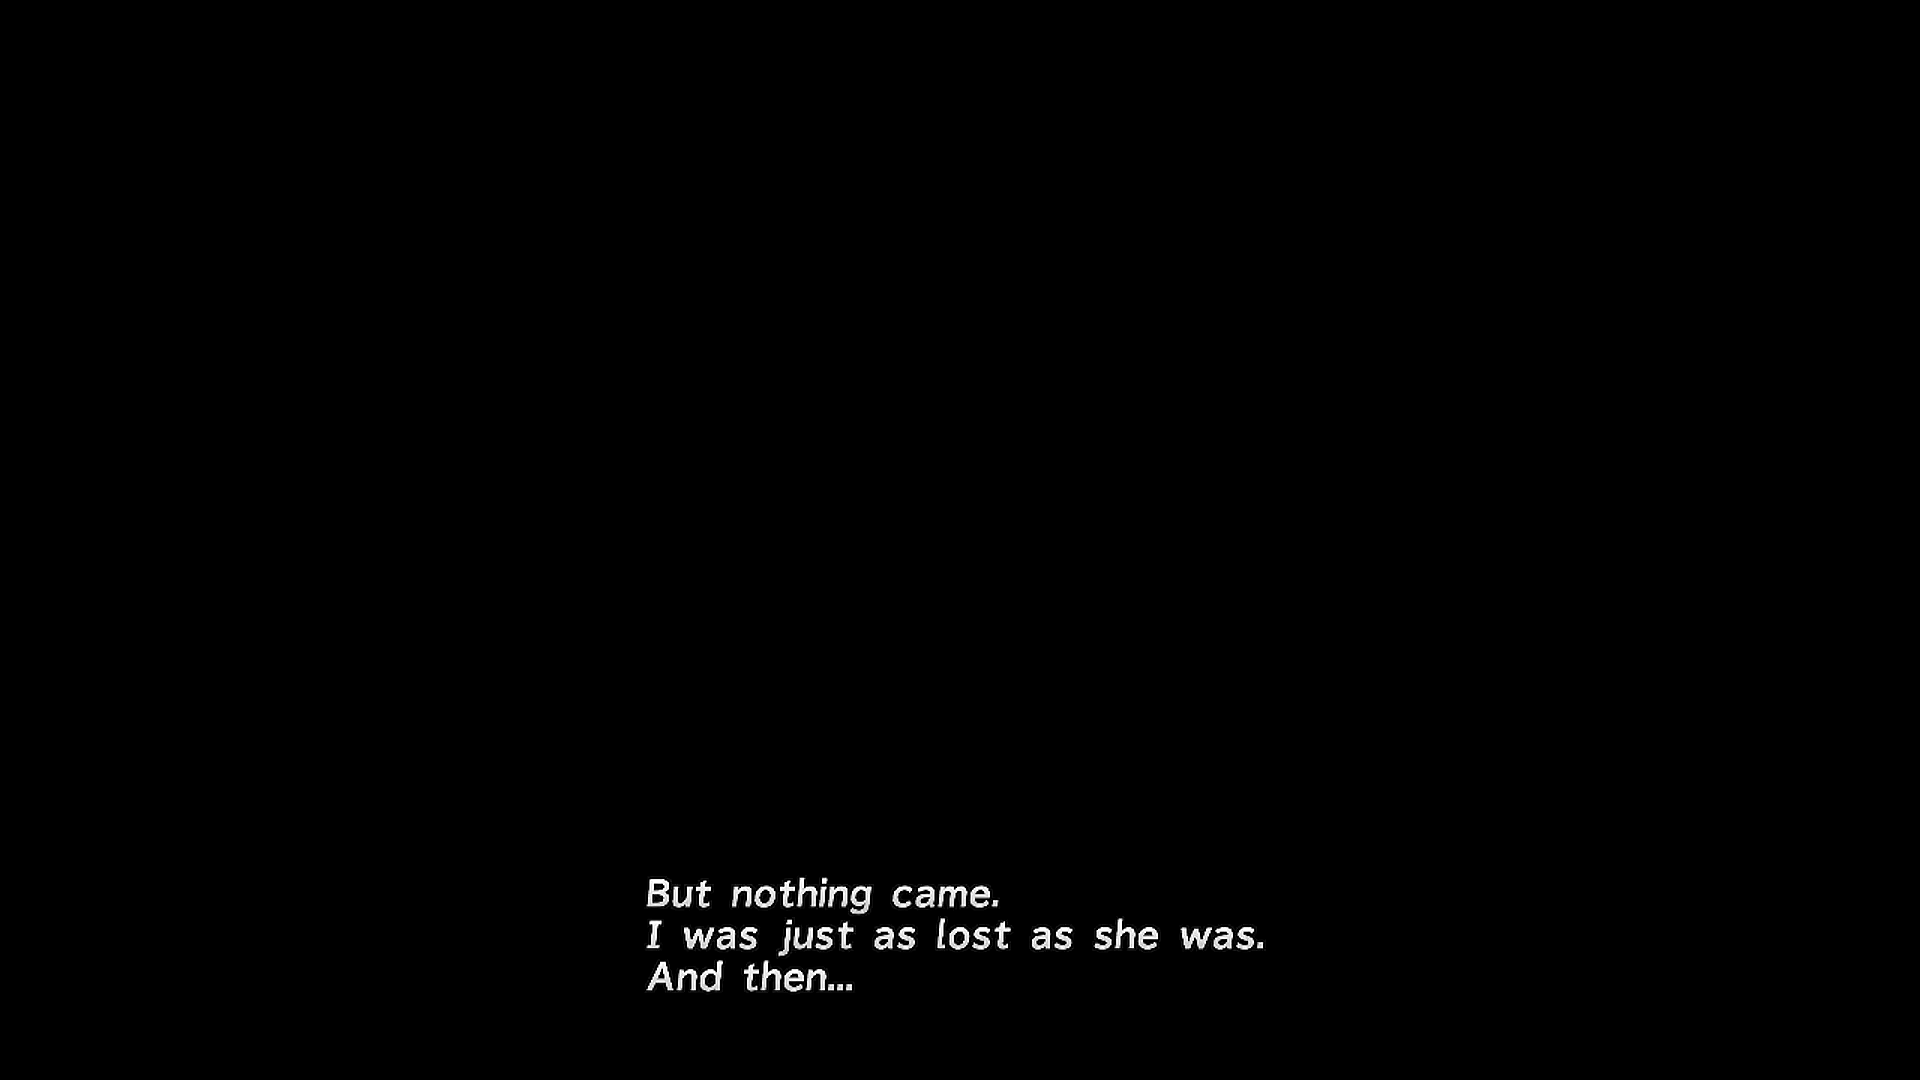 But nothing came.
I was just as lost as she was.
And then…